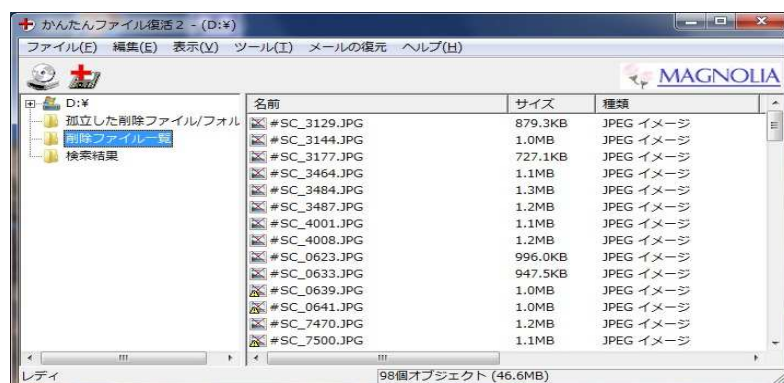 かんたんファイル復活２ - (D:¥)
ファイル(F) 編集(E) 表示(V) ツール(T) メールの復元 ヘルプ(H)
MAGNOLIA
D:¥
孤立した削除ファイル/フォル
削除ファイル一覧
検索結果
名前 サイズ 種類
#SC_3129.JPG 879.3KB JPEG イメージ
#SC_3144.JPG 1.0MB JPEG イメージ
#SC_3177.JPG 727.1KB JPEG イメージ
#SC_3464.JPG 1.1MB JPEG イメージ
#SC_3484.JPG 1.3MB JPEG イメージ
#SC_3487.JPG 1.2MB JPEG イメージ
#SC_4001.JPG 1.1MB JPEG イメージ
#SC_4008.JPG 1.2MB JPEG イメージ
#SC_0623.JPG 996.0KB JPEG イメージ
#SC_0633.JPG 947.5KB JPEG イメージ
#SC_0639.JPG 1.0MB JPEG イメージ
#SC_0641.JPG 1.0MB JPEG イメージ
#SC_7470.JPG 1.2MB JPEG イメージ
#SC_7500.JPG 1.1MB JPEG イメージ
レディ 98個オブジェクト (46.6MB)